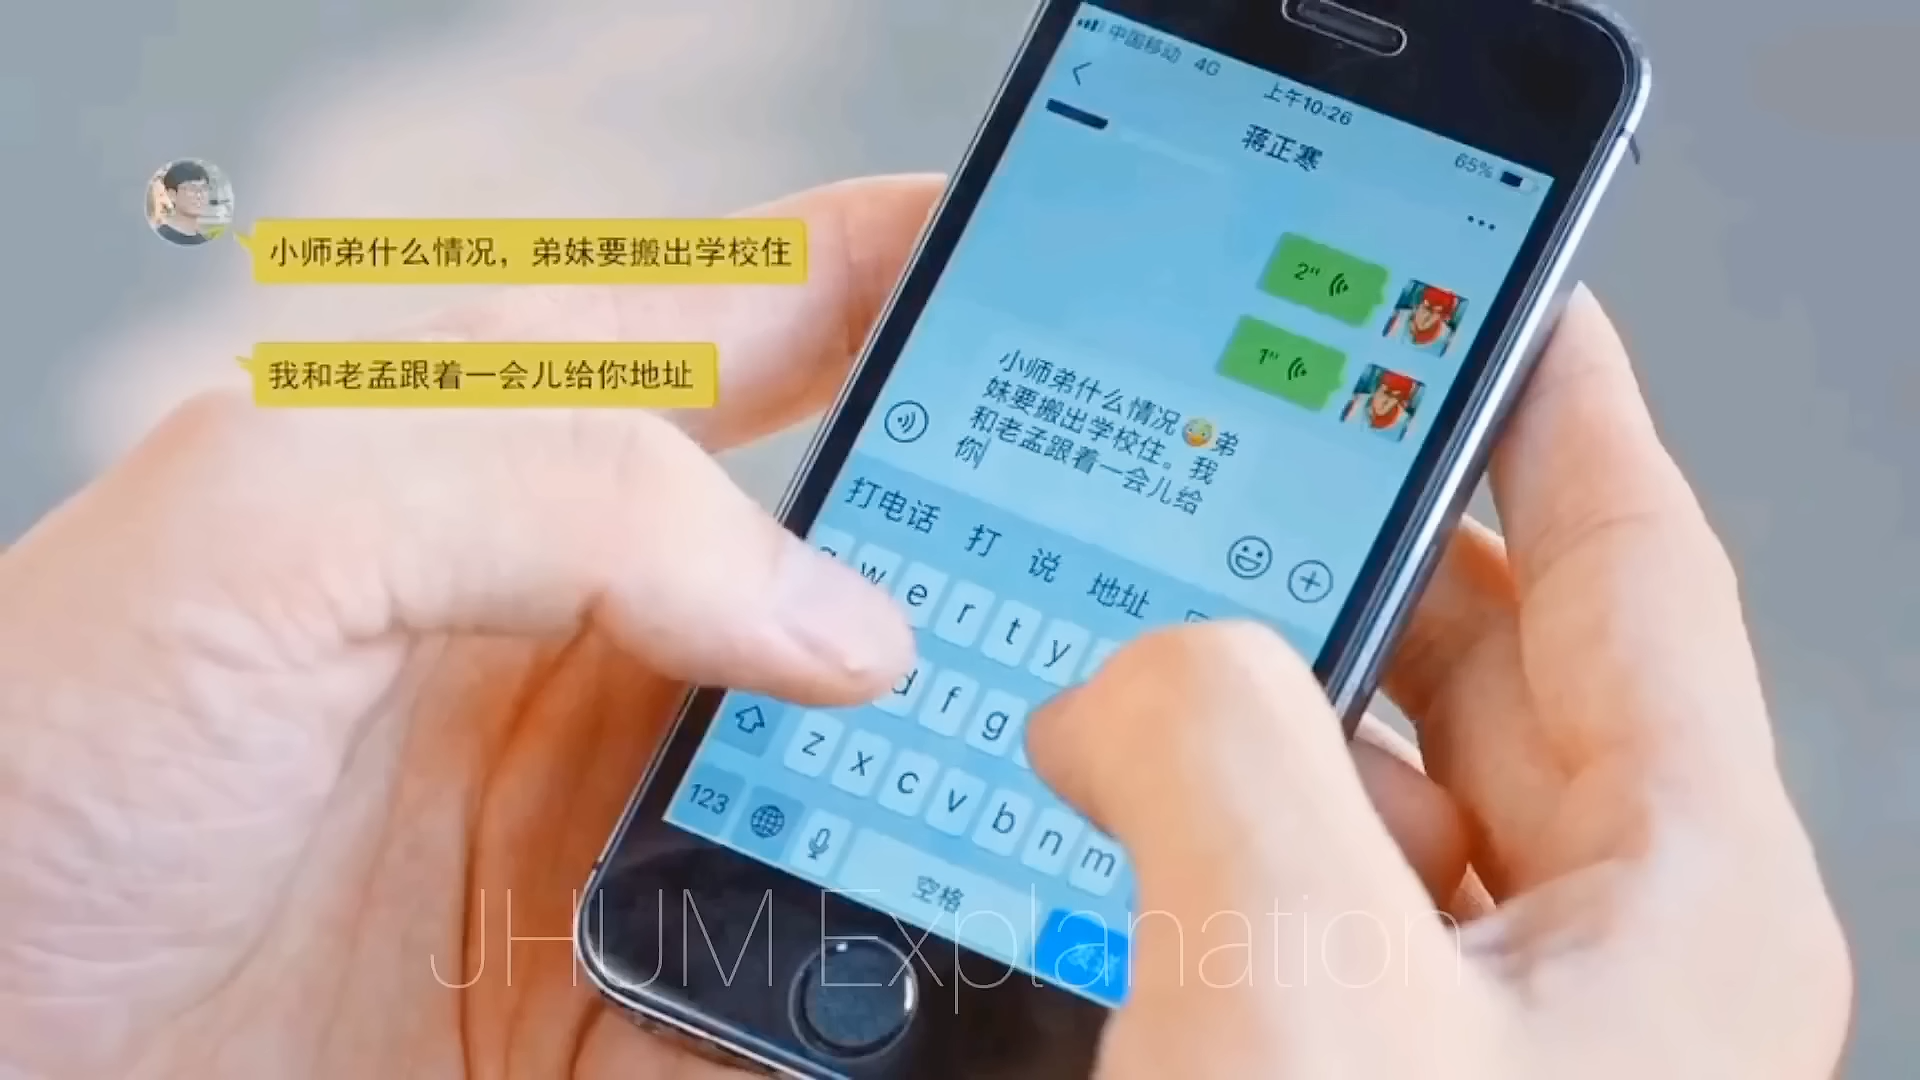 中国移动 4G
上午10:26
65%
蒋正寒
小师弟什么情况，弟妹要搬出学校住
我和老孟跟着一会儿给你地址
2"
1"
小师弟什么情况😳弟
妹要搬出学校住。我
和老孟跟着一会儿给
你
打电话 打 说 地址
w e r t y
d f g
z x c v b n m
123 空格
JHUM Explanation